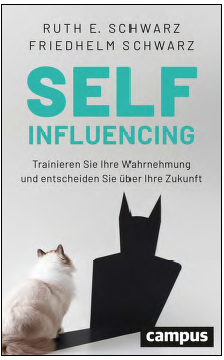 RUTH E. SCHWARZ
FRIEDHELM SCHWARZ
SELF
INFLUENCING
Trainieren Sie Ihre Wahrnehmung
und entscheiden Sie über Ihre Zukunft
campus